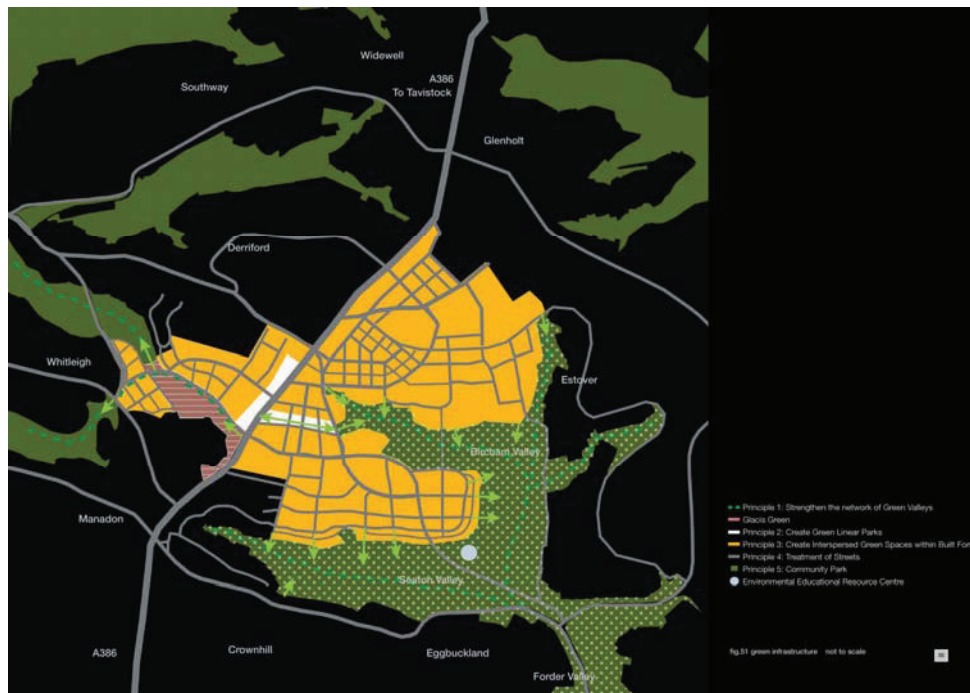 Widewell
A386
To Tavistock
Southway
Glenholt
Derriford
Whitleigh
Estover
Bircham Valley
Manadon
Seaton Valley
A386
Crownhill
Eggbuckland
Forder Valley
Principle 1: Strengthen the network of Green Valleys
Glacis Green
Principle 2: Create Green Linear Parks
Principle 3: Create Interspersed Green Spaces within Built For
Principle 4: Treatment of Streets
Principle 5: Community Park
Environmental Educational Resource Centre
fig.51 green infrastructure not to scale